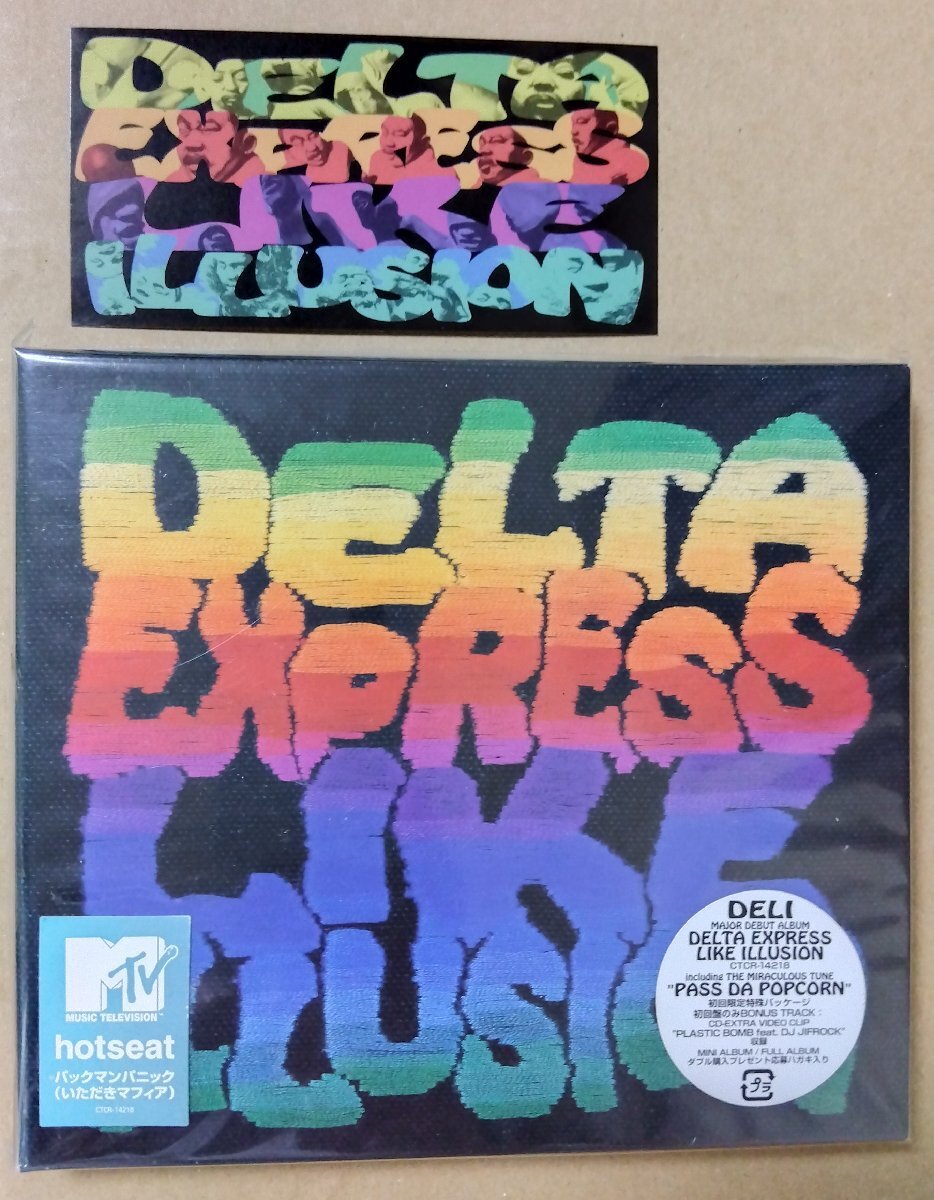 DELTA
EXPRESS
LIKE
ILLUSION
DELTA
EXPRESS
LIKE
ILLUSION
MTV
MUSIC TELEVISION™
hotseat
パックマンパニック
(いただきマフィア)
CTCR-14218
DELI
MAJOR DEBUT ALBUM
DELTA EXPRESS
LIKE ILLUSION
CTCR-14218
including THE MIRACULOUS TUNE
"PASS DA POPCORN"
初回限定特殊パッケージ
初回盤のみBONUS TRACK:
CD-EXTRA VIDEO CLIP
"PLASTIC BOMB feat. DJ JIFROCK"
収録
MINI ALBUM / FULL ALBUM
ダブル購入プレゼント応募ハガキ入り
プラ